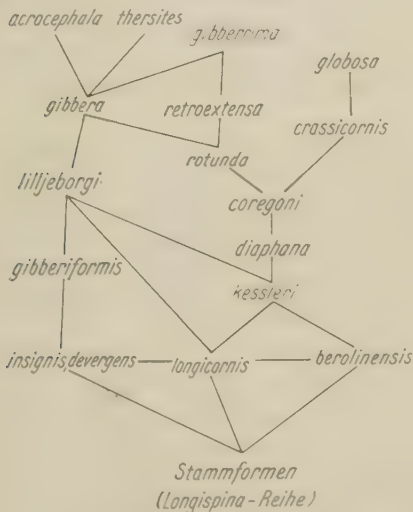 acrocephala thersites
gibberrima
globosa
gibbera
retroextensa
crassicornis
rotunda
lilljeborgi
coregoni
diaphana
gibberiformis
kessleri
insignis, devergens
longicornis
berolinensis
Stammformen
(Longispina-Reihe)